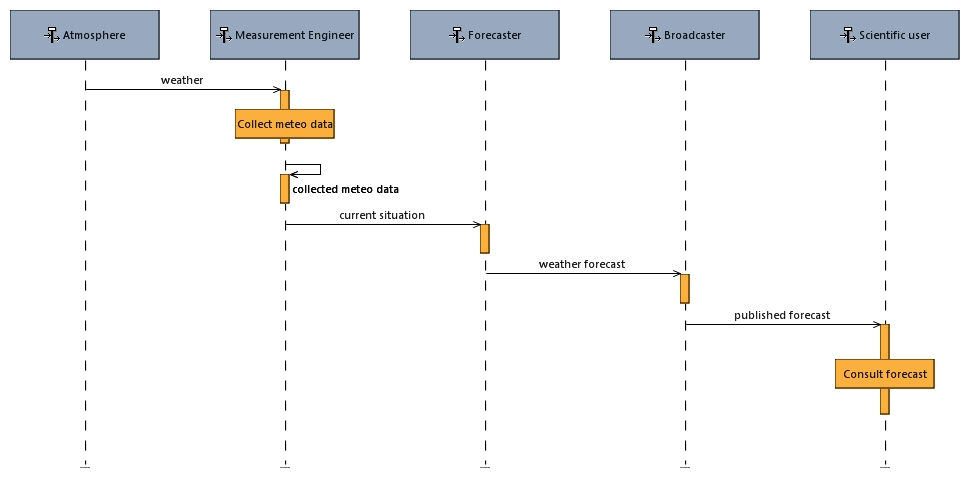 Atmosphere
Measurement Engineer
Forecaster
Broadcaster
Scientific user
weather
Collect meteo data
collected meteo data
current situation
weather forecast
published forecast
Consult forecast